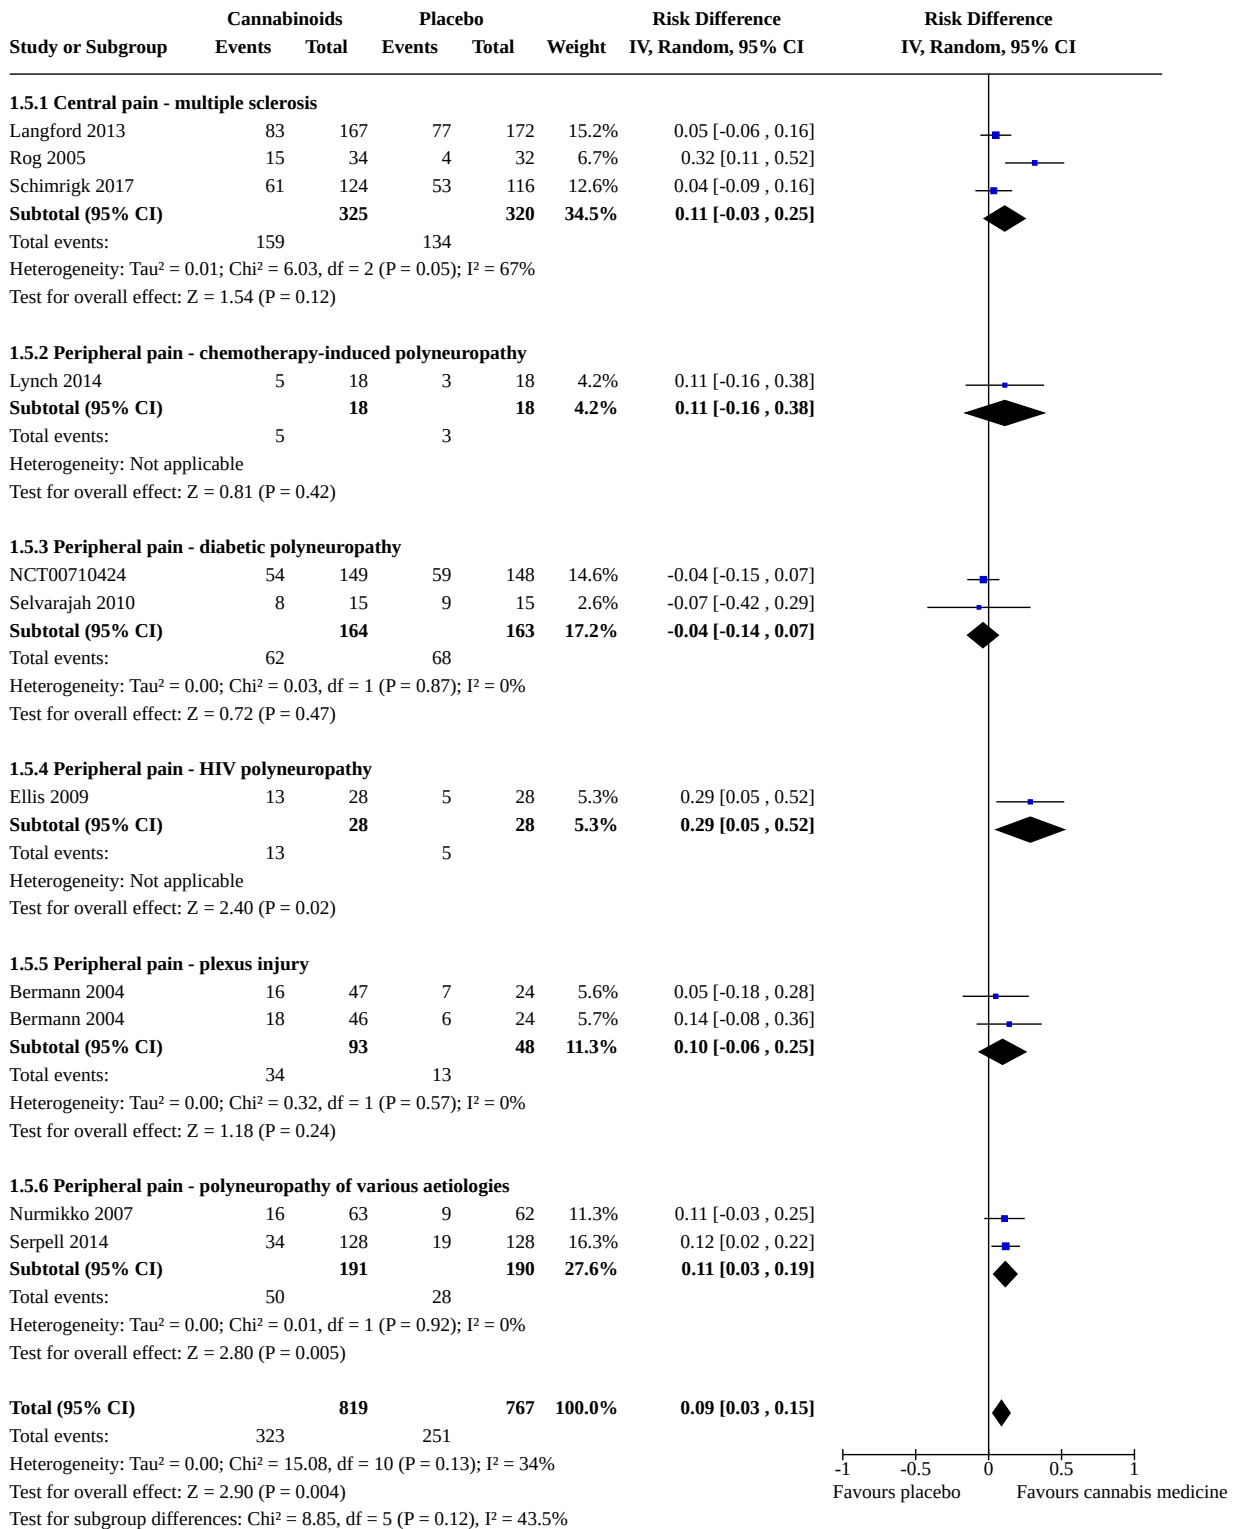 Cannabinoids Placebo Risk Difference Risk Difference
Study or Subgroup Events Total Events Total Weight IV, Random, 95% CI IV, Random, 95% CI
1.5.1 Central pain - multiple sclerosis
Langford 2013 83 167 77 172 15.2% 0.05 [-0.06 , 0.16]
Rog 2005 15 34 4 32 6.7% 0.32 [0.11 , 0.52]
Schimrigk 2017 61 124 53 116 12.6% 0.04 [-0.09 , 0.16]
Subtotal (95% CI) 325 320 34.5% 0.11 [-0.03 , 0.25]
Total events: 159 134
Heterogeneity: Tau² = 0.01; Chi² = 6.03, df = 2 (P = 0.05); I² = 67%
Test for overall effect: Z = 1.54 (P = 0.12)
1.5.2 Peripheral pain - chemotherapy-induced polyneuropathy
Lynch 2014 5 18 3 18 4.2% 0.11 [-0.16 , 0.38]
Subtotal (95% CI) 18 18 4.2% 0.11 [-0.16 , 0.38]
Total events: 5 3
Heterogeneity: Not applicable
Test for overall effect: Z = 0.81 (P = 0.42)
1.5.3 Peripheral pain - diabetic polyneuropathy
NCT00710424 54 149 59 148 14.6% -0.04 [-0.15 , 0.07]
Selvarajah 2010 8 15 9 15 2.6% -0.07 [-0.42 , 0.29]
Subtotal (95% CI) 164 163 17.2% -0.04 [-0.14 , 0.07]
Total events: 62 68
Heterogeneity: Tau² = 0.00; Chi² = 0.03, df = 1 (P = 0.87); I² = 0%
Test for overall effect: Z = 0.72 (P = 0.47)
1.5.4 Peripheral pain - HIV polyneuropathy
Ellis 2009 13 28 5 28 5.3% 0.29 [0.05 , 0.52]
Subtotal (95% CI) 28 28 5.3% 0.29 [0.05 , 0.52]
Total events: 13 5
Heterogeneity: Not applicable
Test for overall effect: Z = 2.40 (P = 0.02)
1.5.5 Peripheral pain - plexus injury
Bermann 2004 16 47 7 24 5.6% 0.05 [-0.18 , 0.28]
Bermann 2004 18 46 6 24 5.7% 0.14 [-0.08 , 0.36]
Subtotal (95% CI) 93 48 11.3% 0.10 [-0.06 , 0.25]
Total events: 34 13
Heterogeneity: Tau² = 0.00; Chi² = 0.32, df = 1 (P = 0.57); I² = 0%
Test for overall effect: Z = 1.18 (P = 0.24)
1.5.6 Peripheral pain - polyneuropathy of various aetiologies
Nurmikko 2007 16 63 9 62 11.3% 0.11 [-0.03 , 0.25]
Serpell 2014 34 128 19 128 16.3% 0.12 [0.02 , 0.22]
Subtotal (95% CI) 191 190 27.6% 0.11 [0.03 , 0.19]
Total events: 50 28
Heterogeneity: Tau² = 0.00; Chi² = 0.01, df = 1 (P = 0.92); I² = 0%
Test for overall effect: Z = 2.80 (P = 0.005)
Total (95% CI) 819 767 100.0% 0.09 [0.03 , 0.15]
Total events: 323 251
Heterogeneity: Tau² = 0.00; Chi² = 15.08, df = 10 (P = 0.13); I² = 34%
-1 -0.5 0 0.5 1
Test for overall effect: Z = 2.90 (P = 0.004)
Favours placebo Favours cannabis medicine
Test for subgroup differences: Chi² = 8.85, df = 5 (P = 0.12), I² = 43.5%